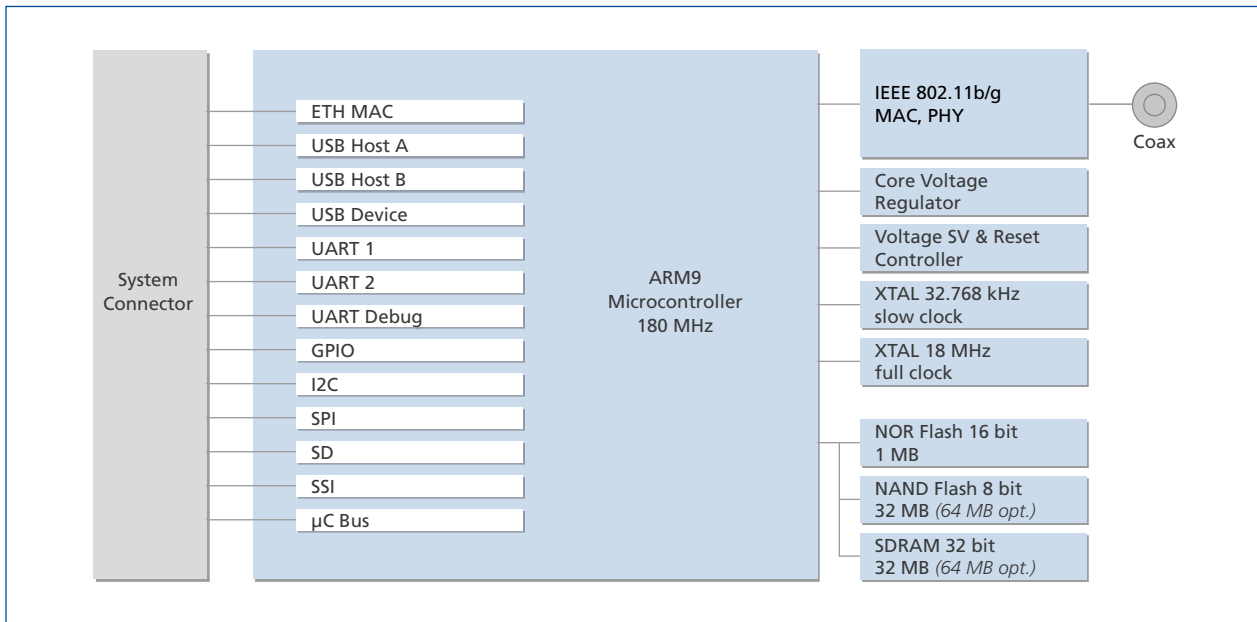 System
Connector
ETH MAC
USB Host A
USB Host B
USB Device
UART 1
UART 2
UART Debug
GPIO
I2C
SPI
SD
SSI
µC Bus
ARM9
Microcontroller
180 MHz
IEEE 802.11b/g
MAC, PHY
Coax
Core Voltage
Regulator
Voltage SV & Reset
Controller
XTAL 32.768 kHz
slow clock
XTAL 18 MHz
full clock
NOR Flash 16 bit
1 MB
NAND Flash 8 bit
32 MB (64 MB opt.)
SDRAM 32 bit
32 MB (64 MB opt.)